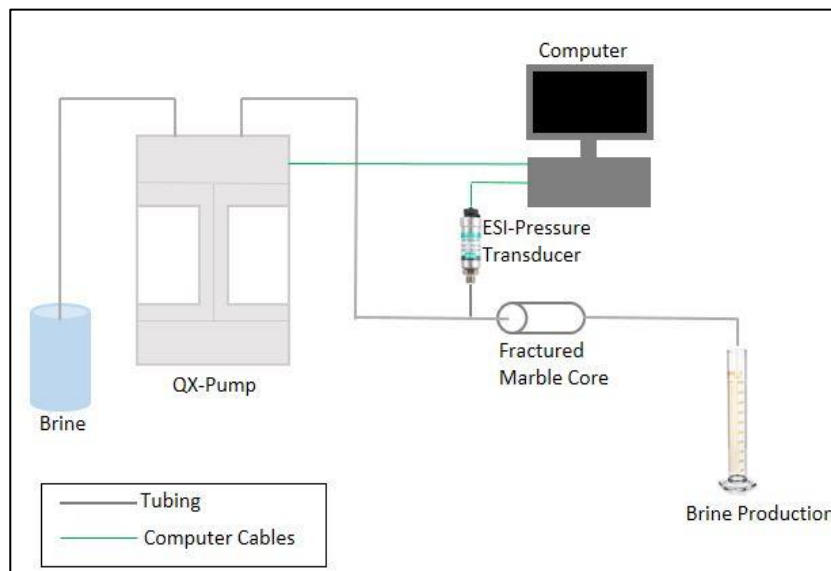 Computer
ESI-Pressure
Transducer
Fractured
Marble Core
QX-Pump
Brine
Brine Production
Tubing
Computer Cables